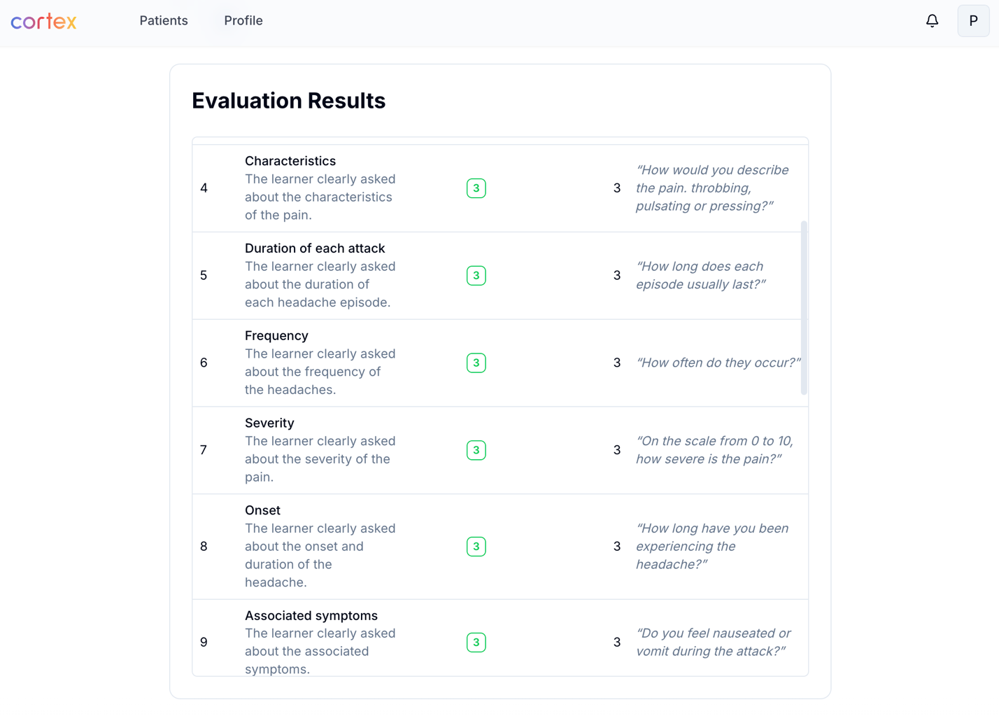 cortex
Patients
Profile
P
Evaluation Results
4
Characteristics
The learner clearly asked
about the characteristics
of the pain.
3
3
“How would you describe
the pain. throbbing,
pulsating or pressing?”
5
Duration of each attack
The learner clearly asked
about the duration of
each headache episode.
3
3
“How long does each
episode usually last?”
6
Frequency
The learner clearly asked
about the frequency of
the headaches.
3
3
“How often do they occur?”
7
Severity
The learner clearly asked
about the severity of the
pain.
3
3
“On the scale from 0 to 10,
how severe is the pain?”
8
Onset
The learner clearly asked
about the onset and
duration of the
headache.
3
3
“How long have you been
experiencing the
headache?”
9
Associated symptoms
The learner clearly asked
about the associated
symptoms.
3
3
“Do you feel nauseated or
vomit during the attack?”